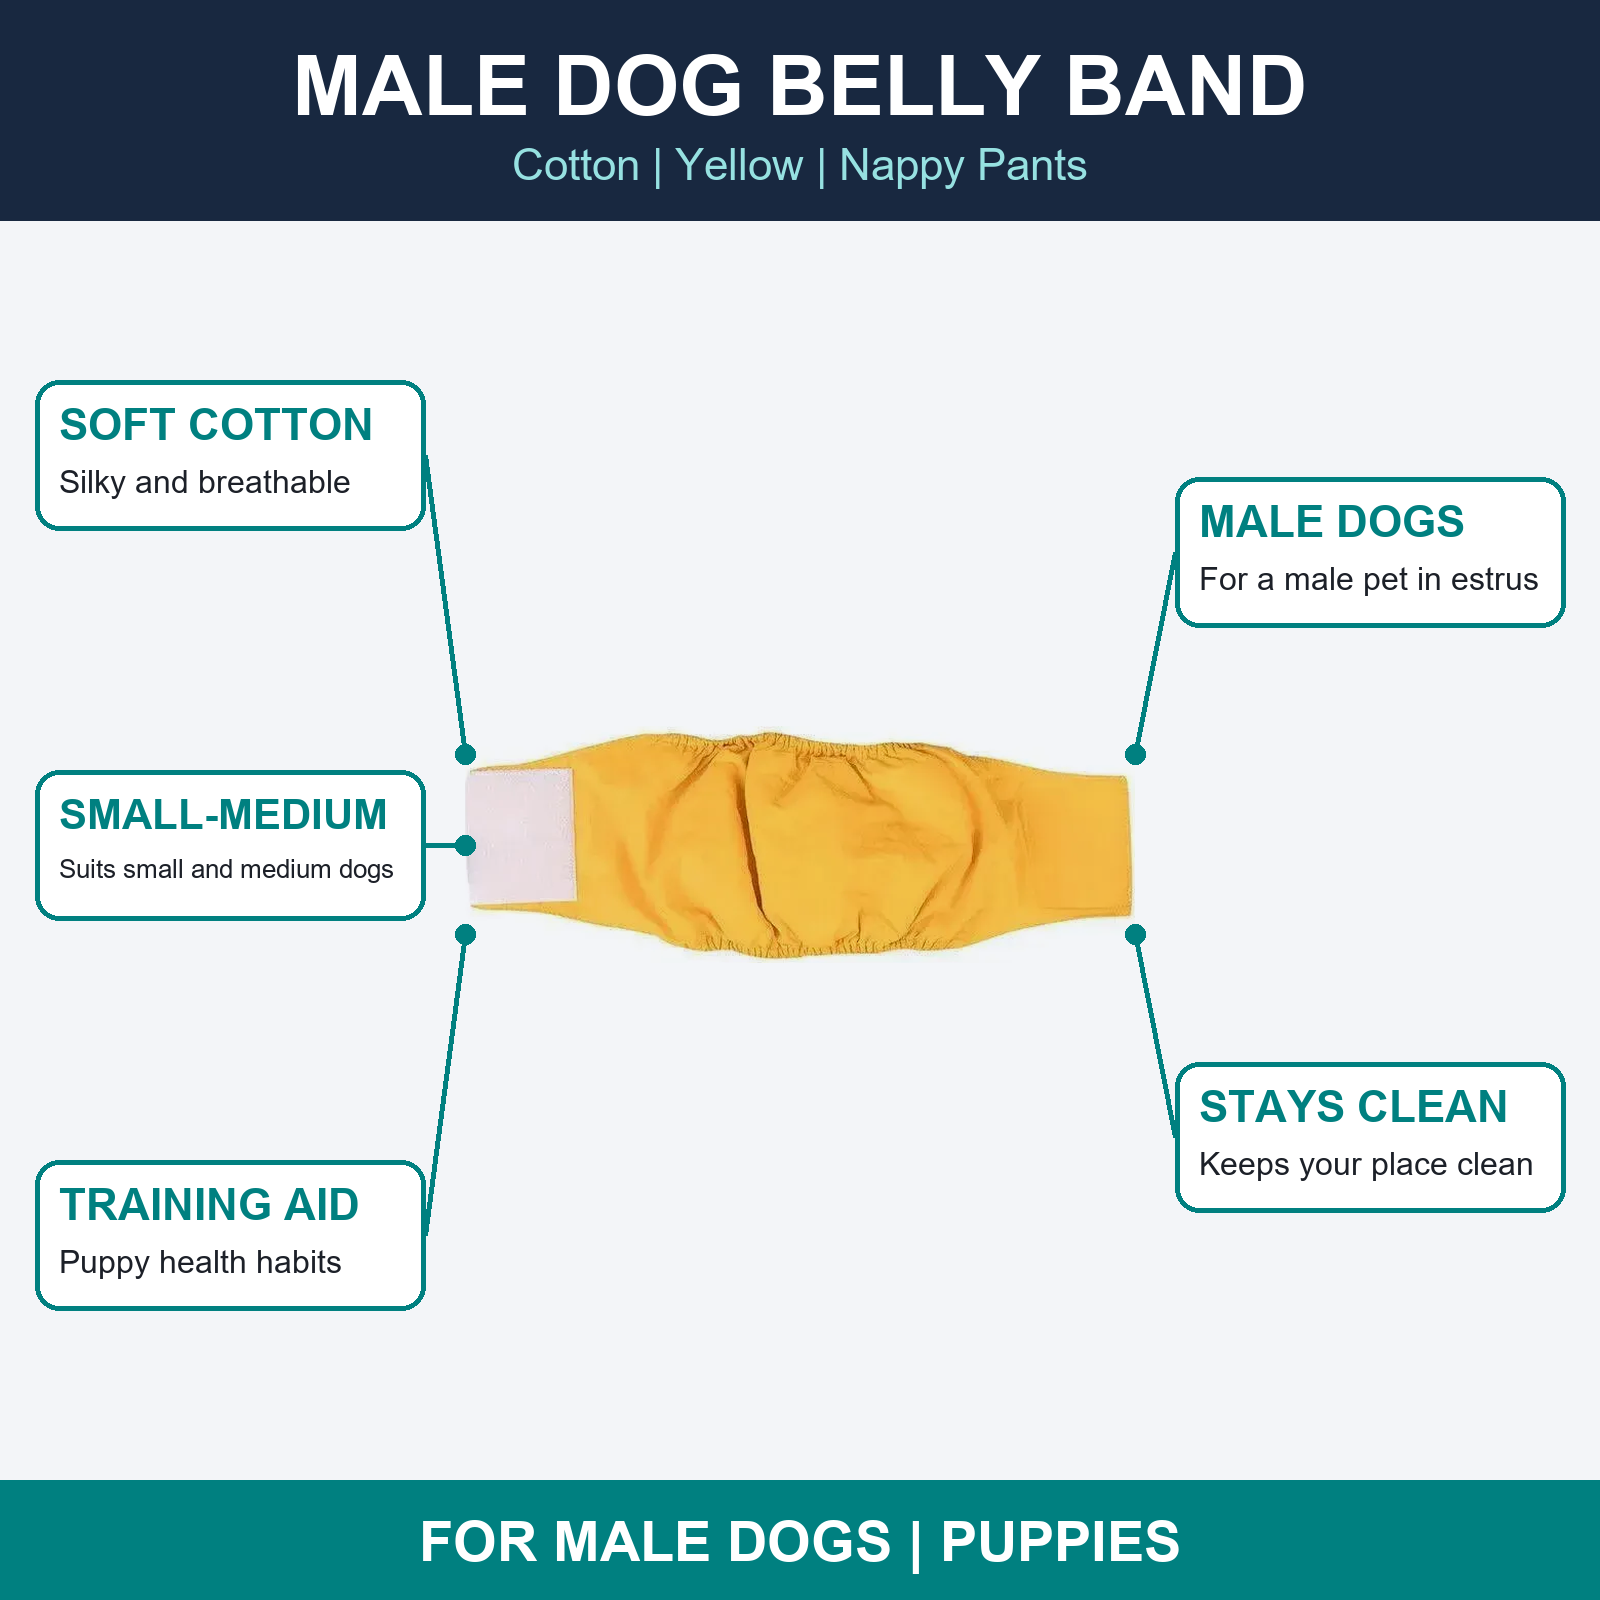 MALE DOG BELLY BAND
Cotton | Yellow | Nappy Pants
SOFT COTTON
Silky and breathable
MALE DOGS
For a male pet in estrus
SMALL-MEDIUM
Suits small and medium dogs
TRAINING AID
Puppy health habits
STAYS CLEAN
Keeps your place clean
FOR MALE DOGS | PUPPIES